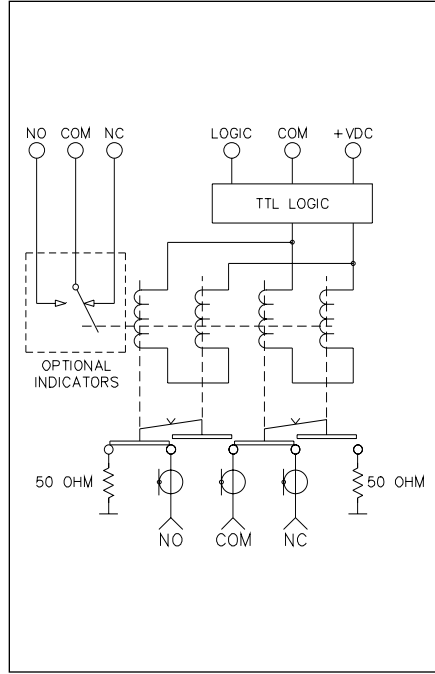 NO COM NC LOGIC COM +VDC
TTL LOGIC
OPTIONAL
INDICATORS
50 OHM 50 OHM
NO COM NC